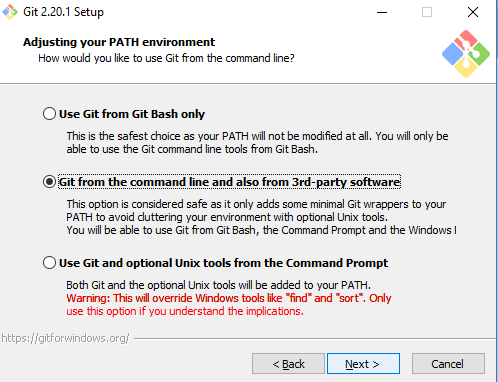 Git 2.20.1 Setup
Adjusting your PATH environment
How would you like to use Git from the command line?
Use Git from Git Bash only
This is the safest choice as your PATH will not be modified at all. You will only be
able to use the Git command line tools from Git Bash.
Git from the command line and also from 3rd-party software
This option is considered safe as it only adds some minimal Git wrappers to your
PATH to avoid cluttering your environment with optional Unix tools.
You will be able to use Git from Git Bash, the Command Prompt and the Windows
Use Git and optional Unix tools from the Command Prompt
Both Git and the optional Unix tools will be added to your PATH.
Warning: This will override Windows tools like "find" and "sort". Only
use this option if you understand the implications.
https://gitforwindows.org/
< Back
Next >
Cancel